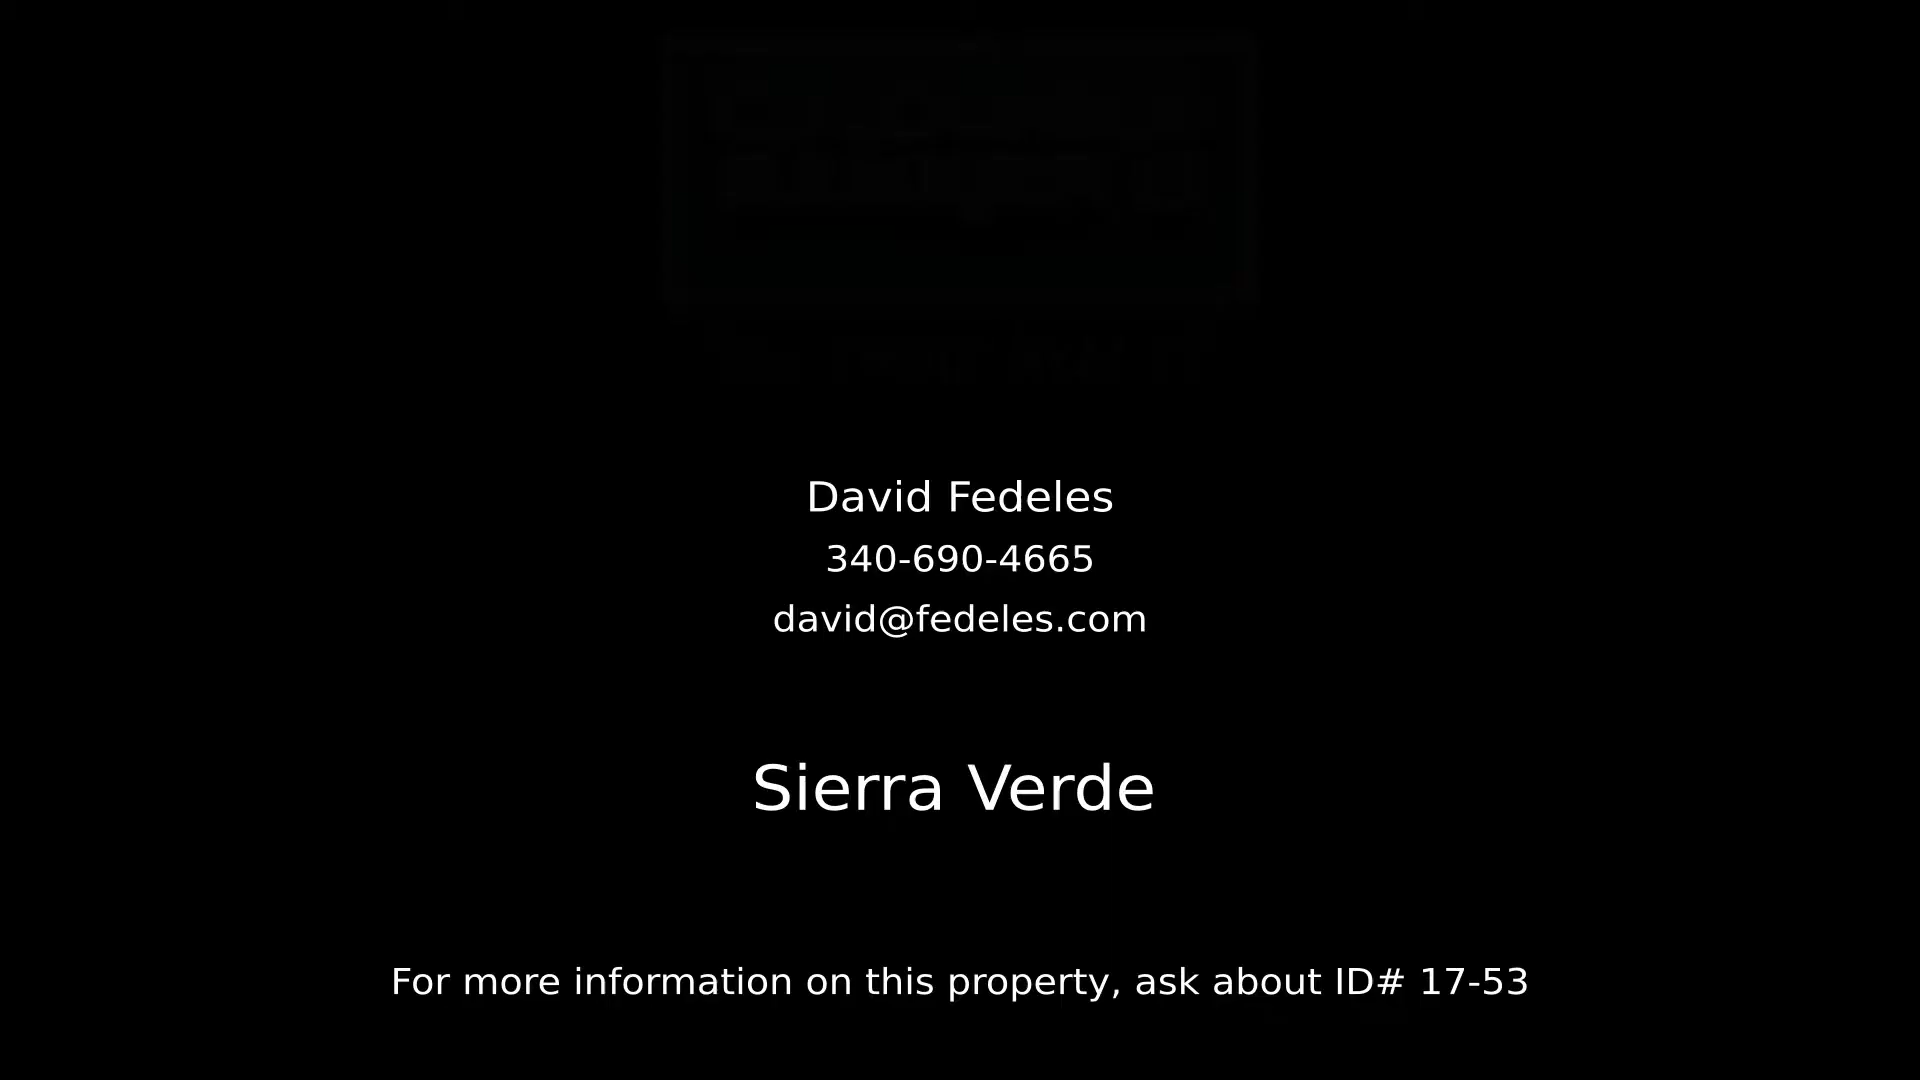 David Fedeles
340-690-4665
david@fedeles.com
Sierra Verde
For more information on this property, ask about ID# 17-53